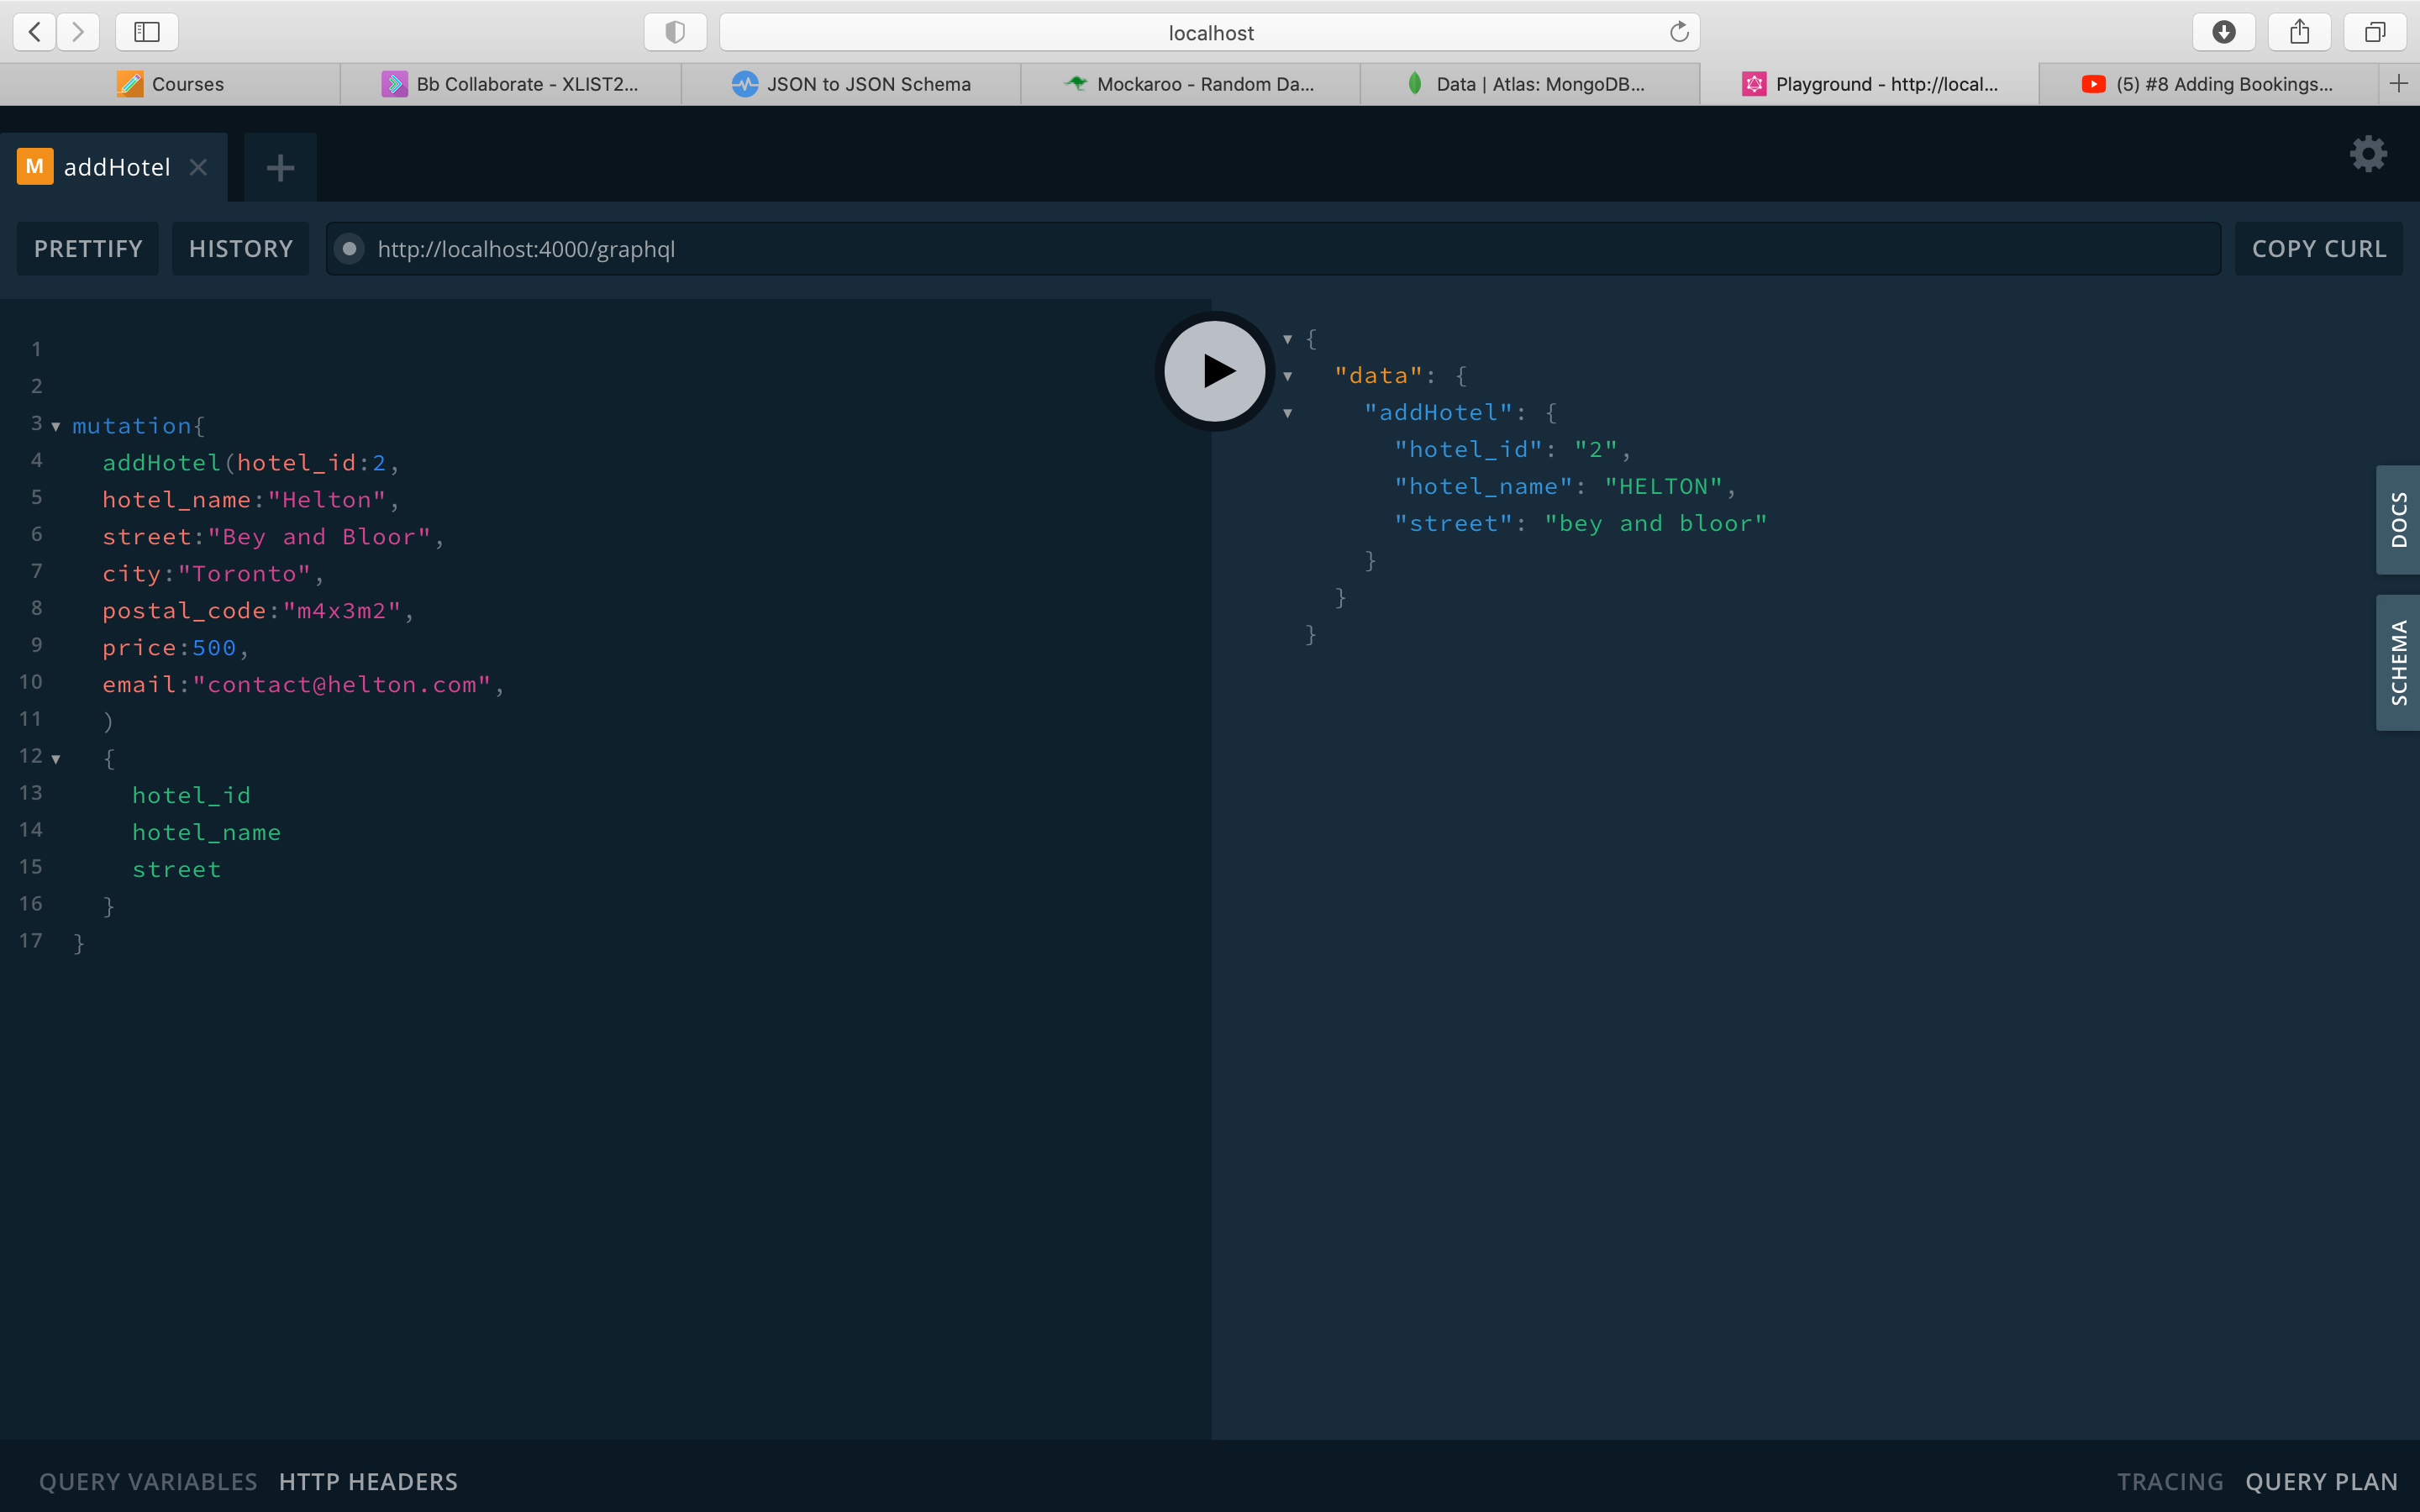 localhost
Courses
Bb Collaborate - XLIST2...
JSON to JSON Schema
Mockaroo - Random Da...
Data | Atlas: MongoDB...
Playground - http://local...
(5) #8 Adding Bookings...
M addHotel
PRETTIFY
HISTORY
http://localhost:4000/graphql
COPY CURL
1
2
3 mutation{
4 addHotel(hotel_id:2,
5 hotel_name:"Helton",
6 street:"Bey and Bloor",
7 city:"Toronto",
8 postal_code:"m4x3m2",
9 price:500,
10 email:"contact@helton.com",
11 )
12 {
13 hotel_id
14 hotel_name
15 street
16 }
17 }
{
"data": {
"addHotel": {
"hotel_id": "2",
"hotel_name": "HELTON",
"street": "bey and bloor"
}
}
}
DOCS
SCHEMA
QUERY VARIABLES
HTTP HEADERS
TRACING
QUERY PLAN